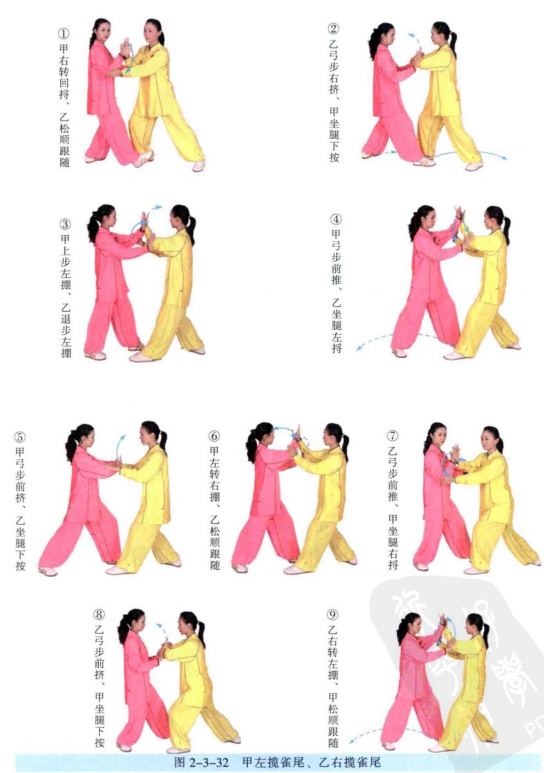 ①甲右转回捋、乙松顺跟随
②乙弓步右挤、甲坐腿下按
③甲上步左掤、乙退步左掤
④甲弓步前推、乙坐腿左捋
⑤甲弓步前挤、乙坐腿下按
⑥甲左转右掤、乙松顺跟随
⑦乙弓步前推、甲坐腿右捋
⑧乙弓步前挤、甲坐腿下按
⑨乙右转左掤、甲松顺跟随
图 2-3-32 甲左揽雀尾、乙右揽雀尾